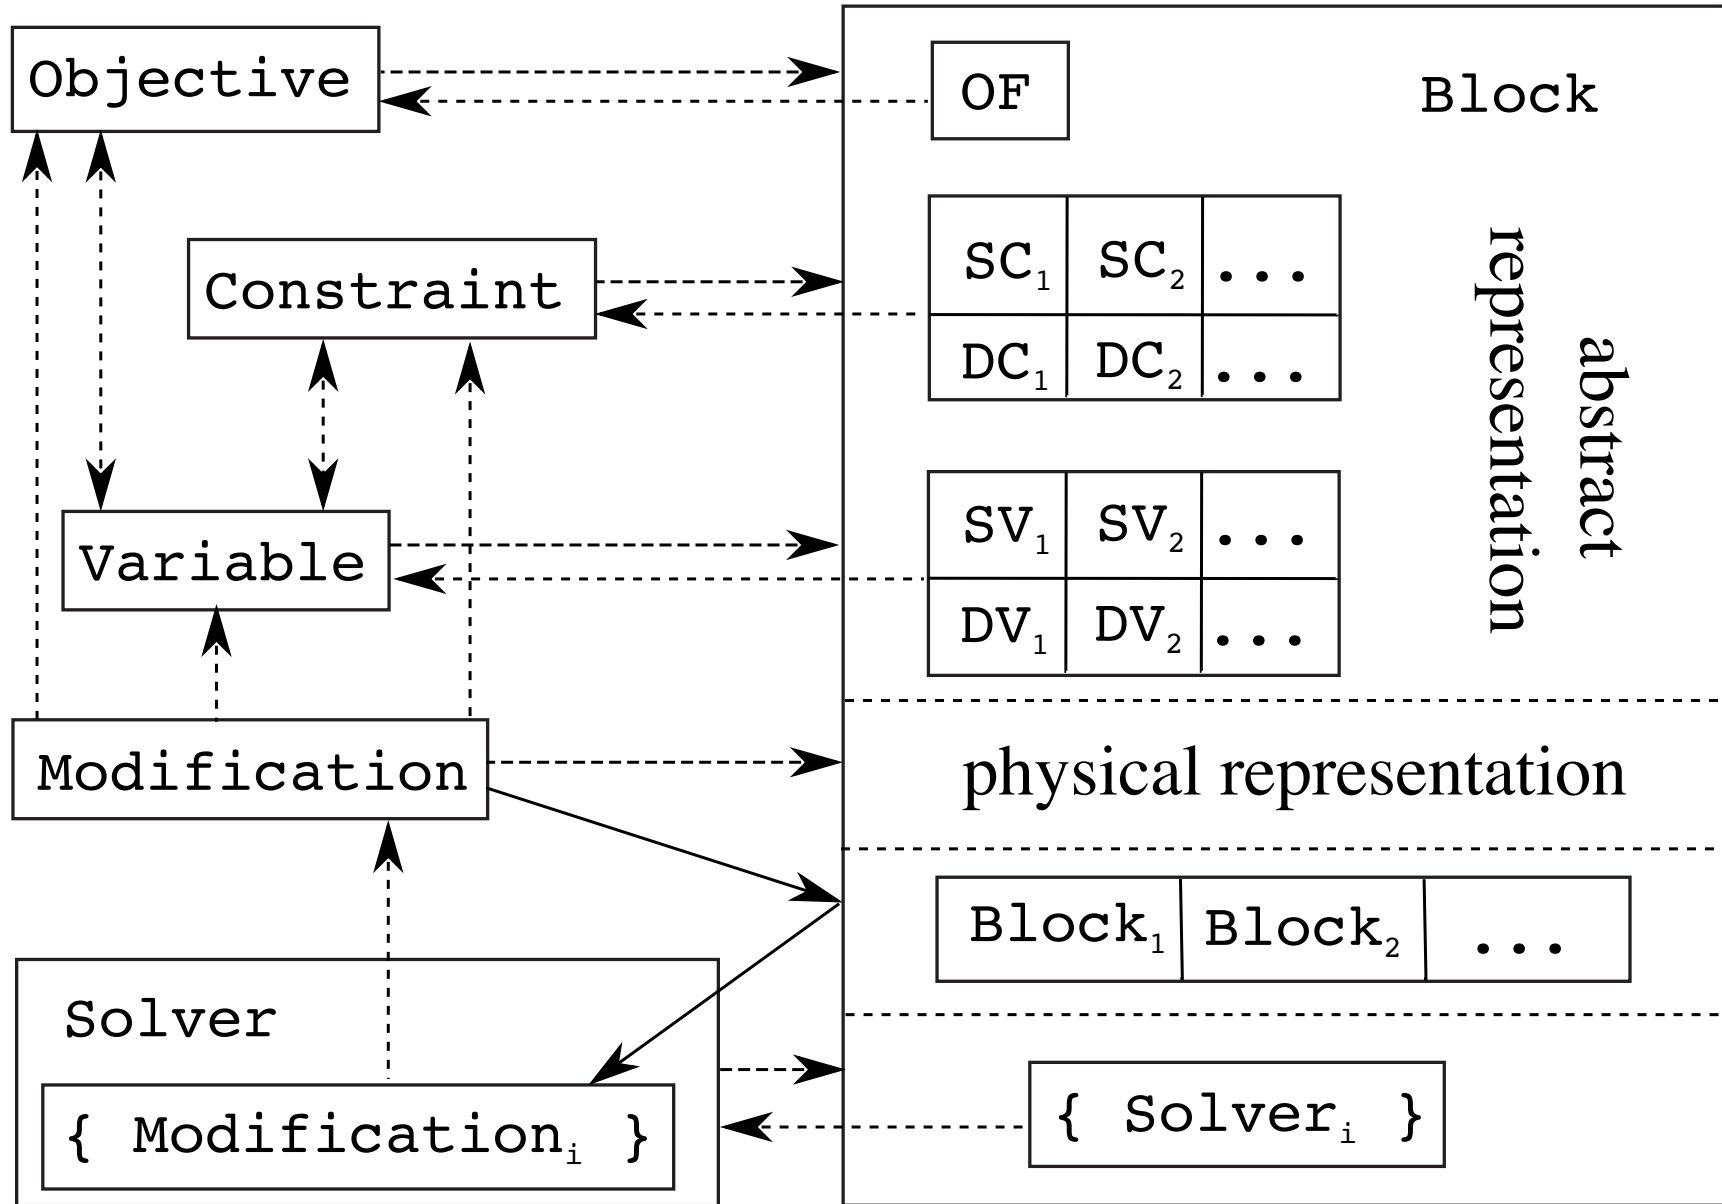 Objective
OF
Block
SC1 SC2 ...
Constraint
DC1 DC2 ...
abstract
representation
SV1 SV2 ...
Variable
DV1 DV2 ...
Modification
physical representation
Block1 Block2 ...
Solver
{ Modificationi }
{ Solveri }